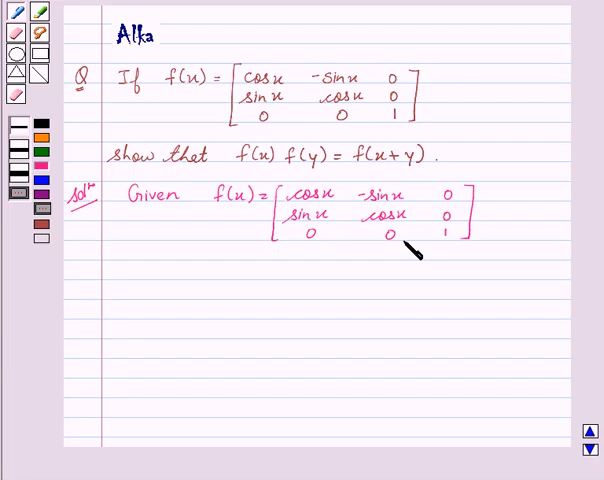 Alka
Q If f(x) = [ cos x -sin x 0
sin x cos x 0
0 0 1 ]
show that f(x) f(y) = f(x+y).
Solⁿ Given f(x) = [ cos x -sin x 0
sin x cos x 0
0 0 1 ]